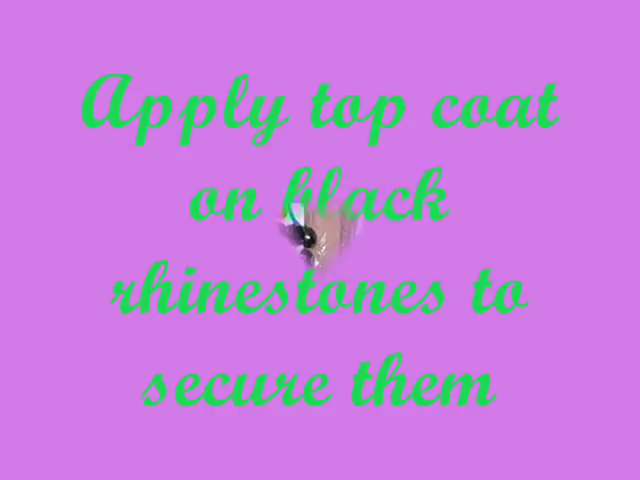 Apply top coat
on black
rhinestones to
secure them